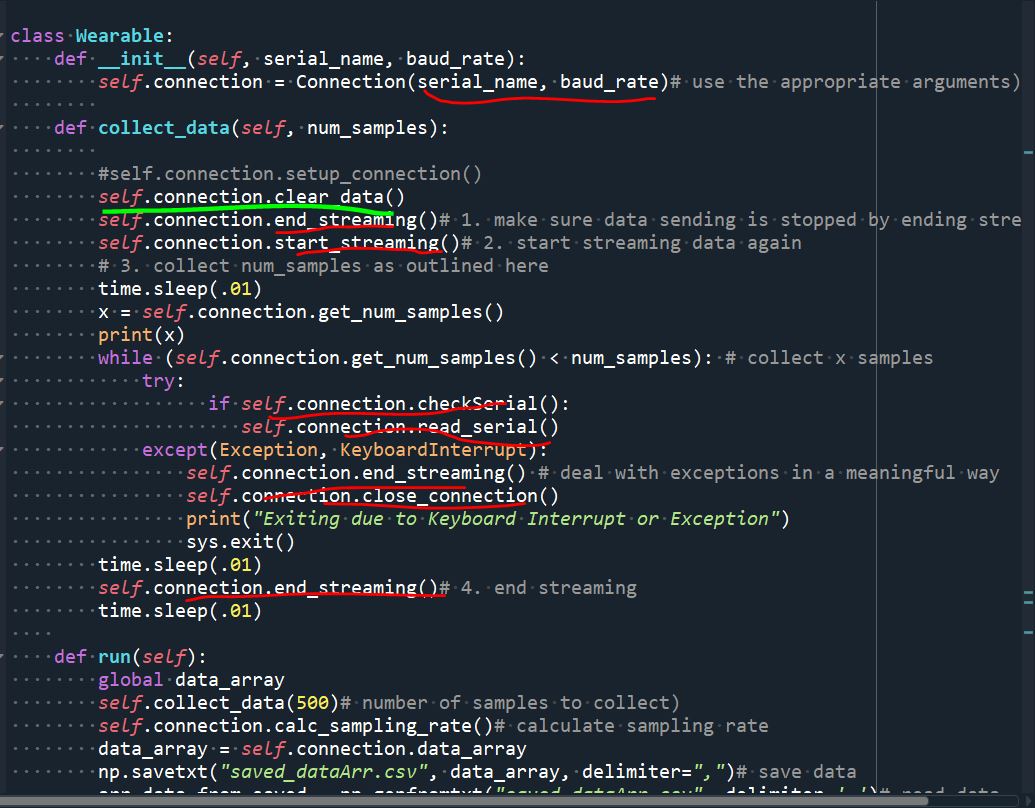 class Wearable:
def __init__(self, serial_name, baud_rate):
self.connection = Connection(serial_name, baud_rate)# use the appropriate arguments)
def collect_data(self, num_samples):
#self.connection.setup_connection()
self.connection.clear_data()
self.connection.end_streaming()# 1. make sure data sending is stopped by ending stre
self.connection.start_streaming()# 2. start streaming data again
# 3. collect num_samples as outlined here
time.sleep(.01)
x = self.connection.get_num_samples()
print(x)
while (self.connection.get_num_samples() < num_samples): # collect x samples
try:
if self.connection.checkSerial():
self.connection.read_serial()
except(Exception, KeyboardInterrupt):
self.connection.end_streaming() # deal with exceptions in a meaningful way
self.connection.close_connection()
print("Exiting due to Keyboard Interrupt or Exception")
sys.exit()
time.sleep(.01)
self.connection.end_streaming()# 4. end streaming
time.sleep(.01)
def run(self):
global data_array
self.collect_data(500)# number of samples to collect)
self.connection.calc_sampling_rate()# calculate sampling rate
data_array = self.connection.data_array
np.savetxt("saved_dataArr.csv", data_array, delimiter=",")# save data